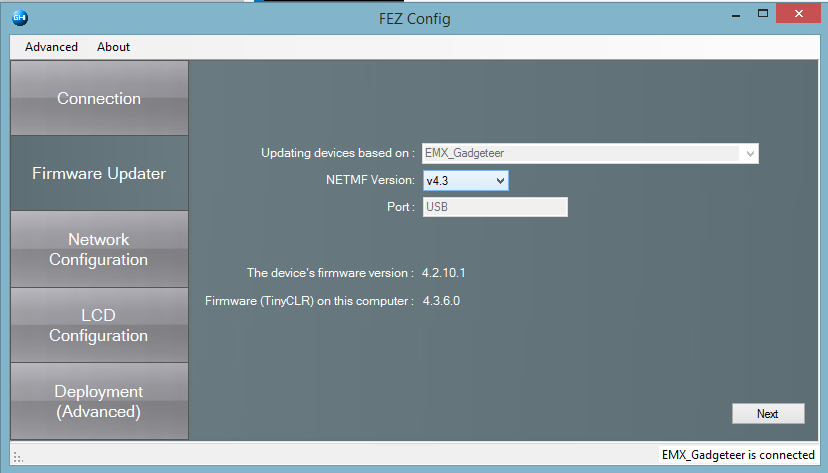 GHI
FEZ Config
Advanced About
Connection
Firmware Updater
Network
Configuration
LCD
Configuration
Deployment
(Advanced)
Updating devices based on : EMX_Gadgeteer
NETMF Version: v4.3
Port : USB
The device's firmware version : 4.2.10.1
Firmware (TinyCLR) on this computer : 4.3.6.0
Next
EMX_Gadgeteer is connected